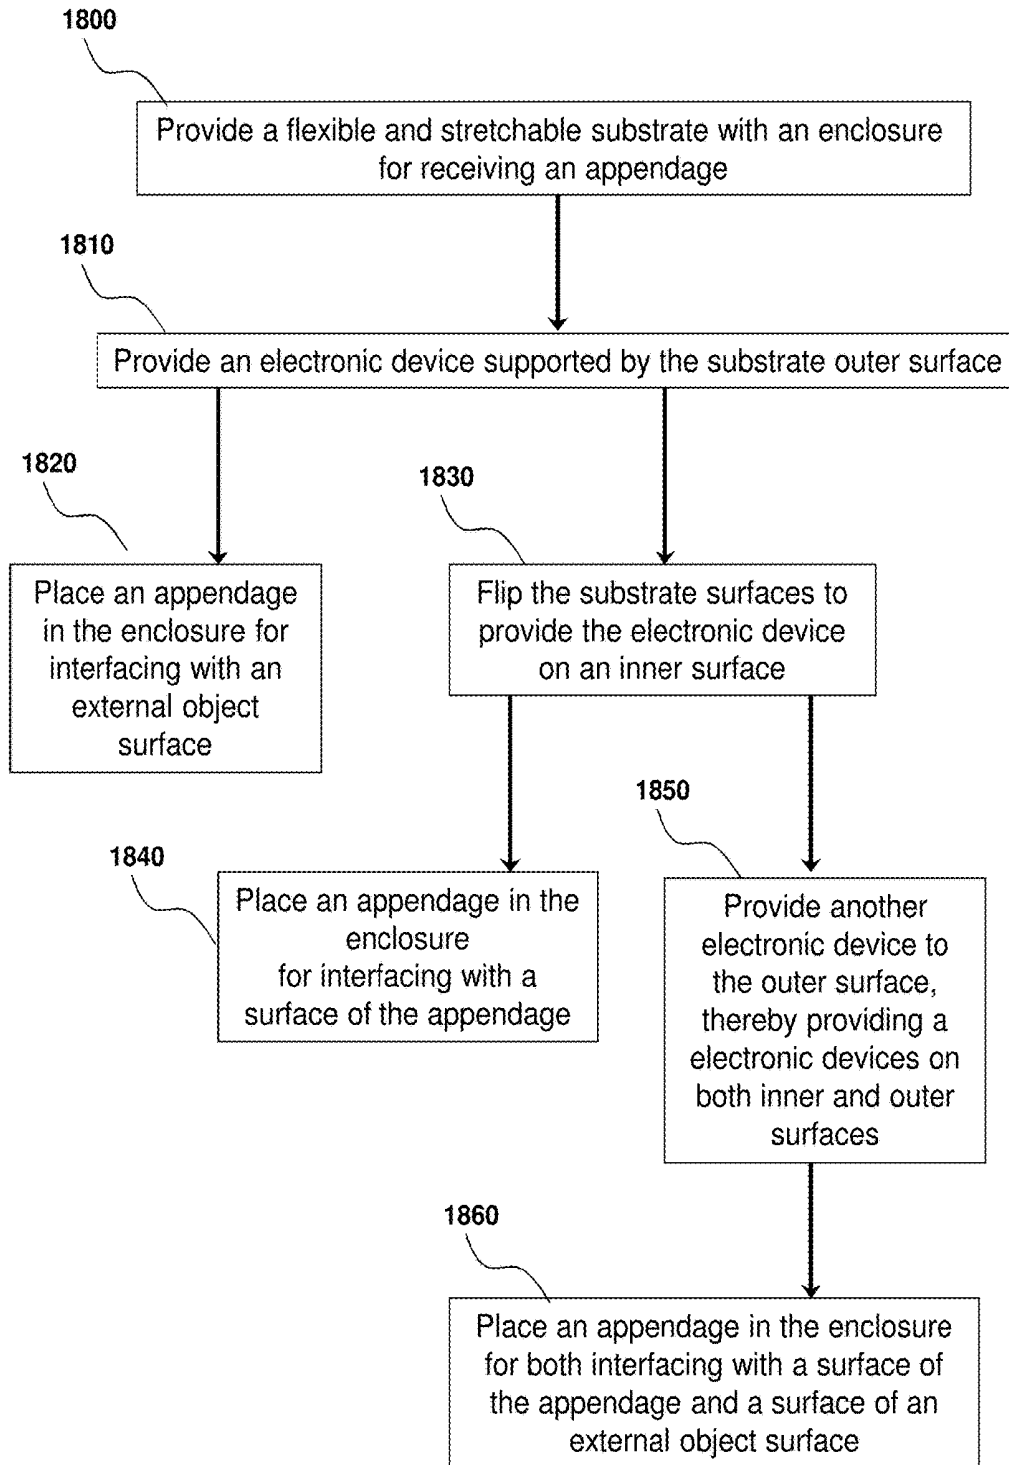 1800
Provide a flexible and stretchable substrate with an enclosure
for receiving an appendage
1810
Provide an electronic device supported by the substrate outer surface
1820
Place an appendage
in the enclosure for
interfacing with an
external object
surface
1830
Flip the substrate surfaces to
provide the electronic device
on an inner surface
1840
Place an appendage in the
enclosure
for interfacing with a
surface of the appendage
1850
Provide another
electronic device to
the outer surface,
thereby providing a
electronic devices on
both inner and outer
surfaces
1860
Place an appendage in the enclosure
for both interfacing with a surface of
the appendage and a surface of an
external object surface